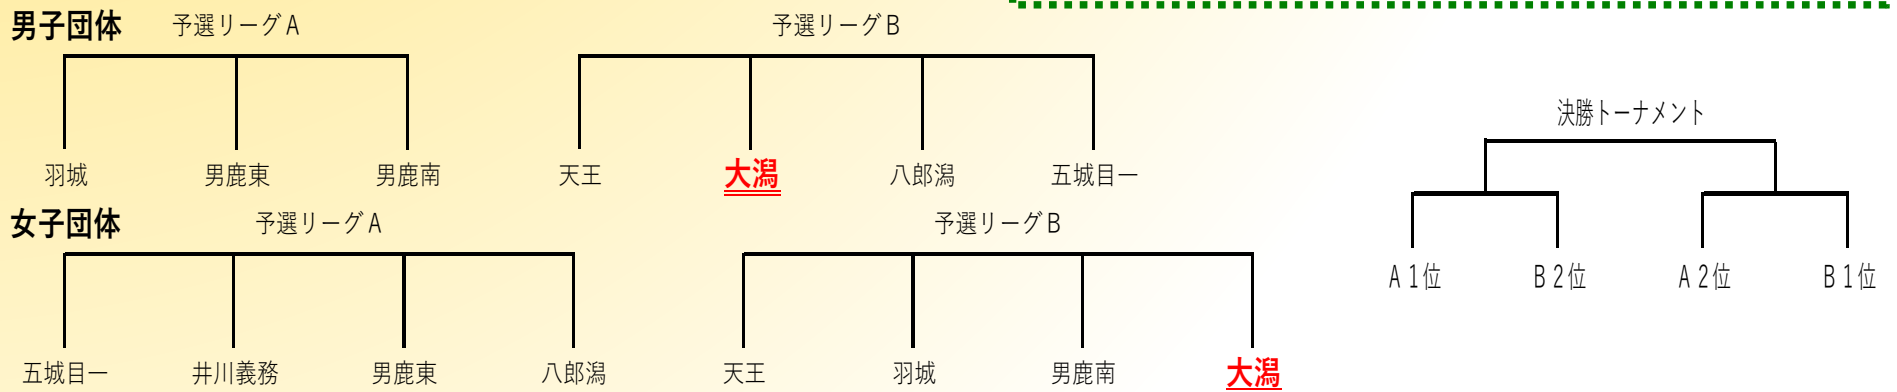 男子団体 予選リーグA 予選リーグB
決勝トーナメント
羽城 男鹿東 男鹿南 天王 大潟 八郎潟 五城目一
女子団体 予選リーグA 予選リーグB
A1位 B2位 A2位 B1位
五城目一 井川義務 男鹿東 八郎潟 天王 羽城 男鹿南 大潟